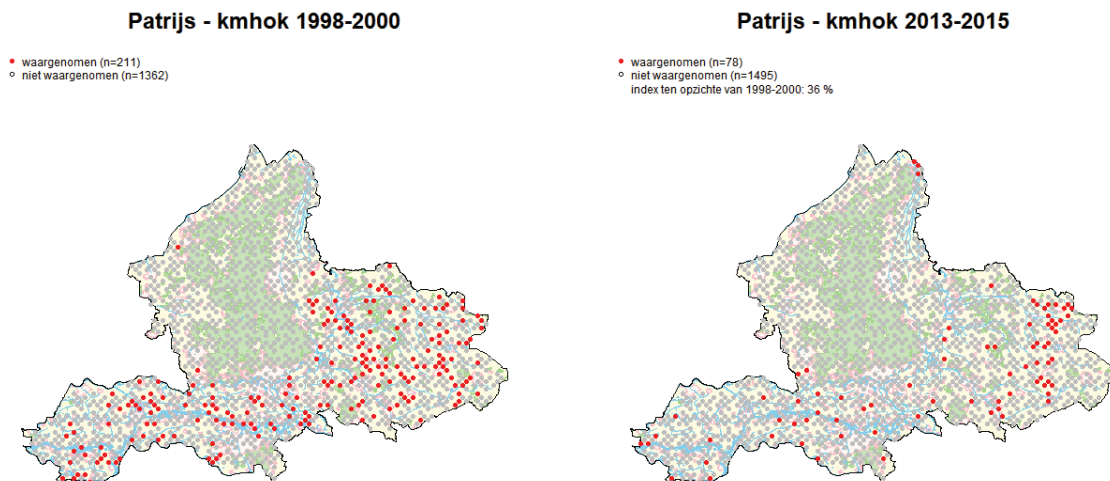 Patrijs - kmhok 1998-2000
waargenomen (n=211)
niet waargenomen (n=1362)
Patrijs - kmhok 2013-2015
waargenomen (n=78)
niet waargenomen (n=1495)
index ten opzichte van 1998-2000: 36 %